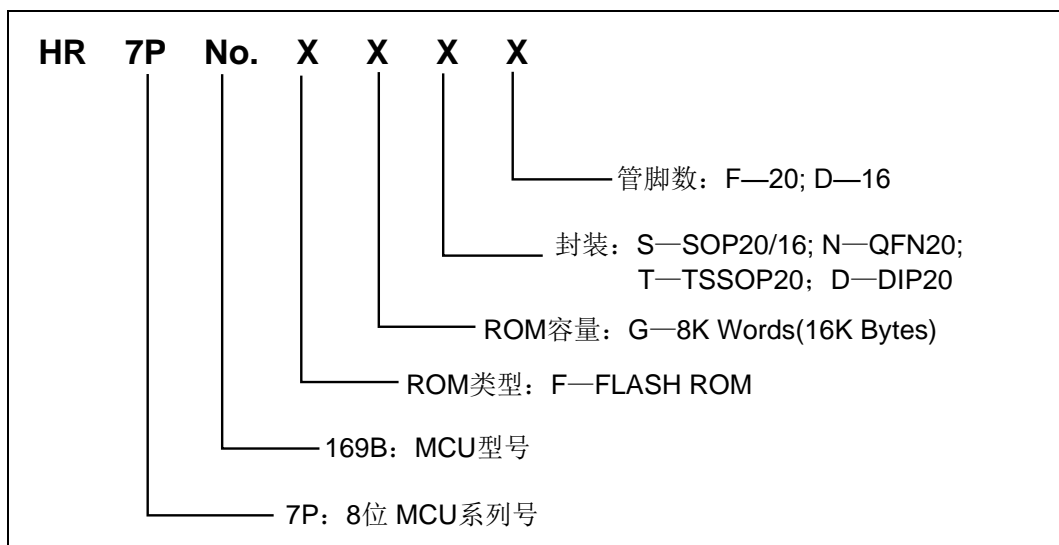 HR 7P No. X X X X
管脚数：F—20; D—16
封装：S—SOP20/16; N—QFN20;
T—TSSOP20；D—DIP20
ROM容量：G—8K Words(16K Bytes)
ROM类型：F—FLASH ROM
169B：MCU型号
7P：8位 MCU系列号